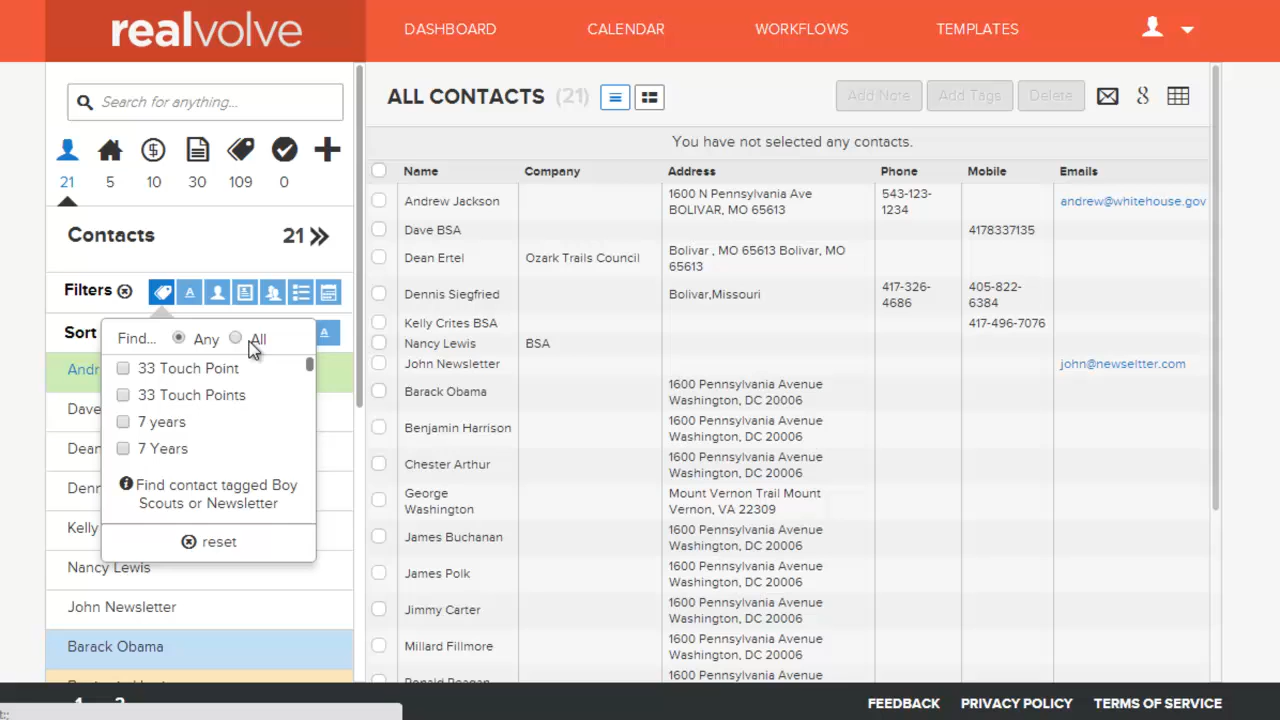 realvolve
DASHBOARD
CALENDAR
WORKFLOWS
TEMPLATES
Search for anything...
21
5
10
30
109
0
Contacts
21
Filters
A
Sort
A
Find...
Any
All
33 Touch Point
33 Touch Points
7 years
7 Years
Find contact tagged Boy
Scouts or Newsletter
reset
Andr
Dave
Dean
Denn
Kelly
Nancy Lewis
John Newsletter
Barack Obama
ALL CONTACTS (21)
Add Note
Add Tags
Delete
8
You have not selected any contacts.
Name Company Address Phone Mobile Emails
Andrew Jackson
1600 N Pennsylvania Ave
BOLIVAR, MO 65613
543-123-
1234
andrew@whitehouse.gov
Dave BSA
4178337135
Dean Ertel
Ozark Trails Council
Bolivar , MO 65613 Bolivar, MO
65613
Dennis Siegfried
Bolivar,Missouri
417-326-
4686
405-822-
6384
Kelly Crites BSA
417-496-7076
Nancy Lewis
BSA
John Newsletter
john@newseltter.com
Barack Obama
1600 Pennsylvania Avenue
Washington, DC 20006
Benjamin Harrison
1600 Pennsylvania Avenue
Washington, DC 20006
Chester Arthur
1600 Pennsylvania Avenue
Washington, DC 20006
George
Washington
Mount Vernon Trail Mount
Vernon, VA 22309
James Buchanan
1600 Pennsylvania Avenue
Washington, DC 20006
James Polk
1600 Pennsylvania Avenue
Washington, DC 20006
Jimmy Carter
1600 Pennsylvania Avenue
Washington, DC 20006
Millard Fillmore
1600 Pennsylvania Avenue
Washington, DC 20006
Ronald Reagan
1600 Pennsylvania Avenue
FEEDBACK
PRIVACY POLICY
TERMS OF SERVICE